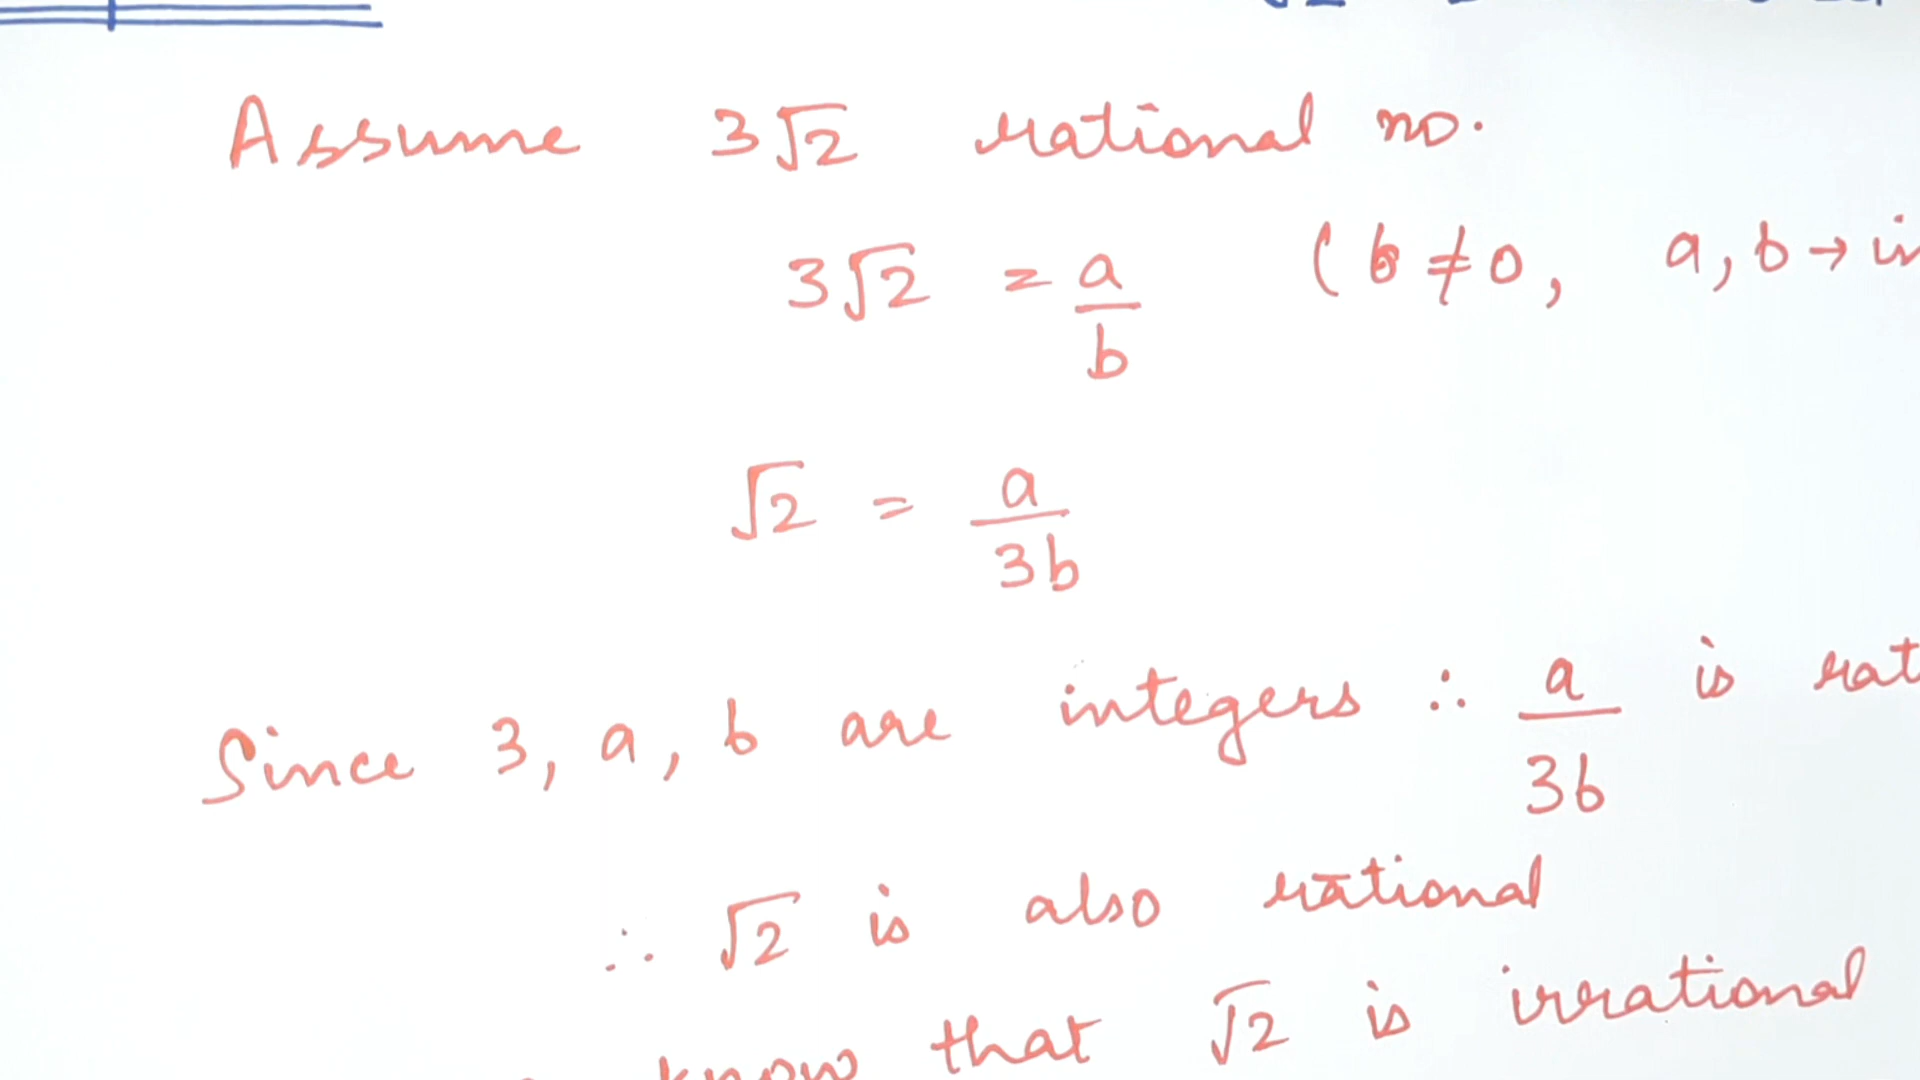 Assume 3√2 rational no.
3√2 = a/b (b ≠ 0, a, b →
√2 = a/3b
Since 3, a, b are integers ∴ a/3b is
∴ √2 is also rational
know that √2 is irrational